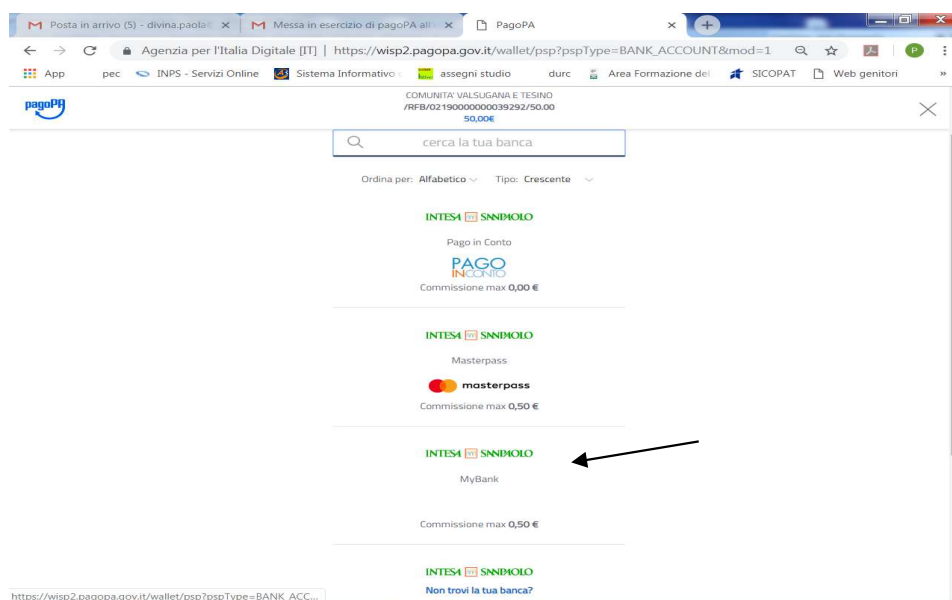 Posta in arrivo (5) - divina.paola
Messa in esercizio di pagoPA all
PagoPA
Agenzia per l'Italia Digitale [IT] | https://wisp2.pagopa.gov.it/wallet/psp?pspType=BANK_ACCOUNT&mod=1
P
App pec INPS - Servizi Online Sistema Informativo assegni studio durc Area Formazione del SICOPAT Web genitori »
pagoPA
COMUNITA' VALSUGANA E TESINO
/RFB/02190000000039292/50.00
50,00€
cerca la tua banca
Ordina per: Alfabetico Tipo: Crescente
INTESA SANPAOLO
Pago in Conto
PAGO
INCONTO
Commissione max 0,00 €
INTESA SANPAOLO
Masterpass
masterpass
Commissione max 0,50 €
INTESA SANPAOLO
MyBank
Commissione max 0,50 €
INTESA SANPAOLO
Non trovi la tua banca?
https://wisp2.pagopa.gov.it/wallet/psp?pspType=BANK_ACC...